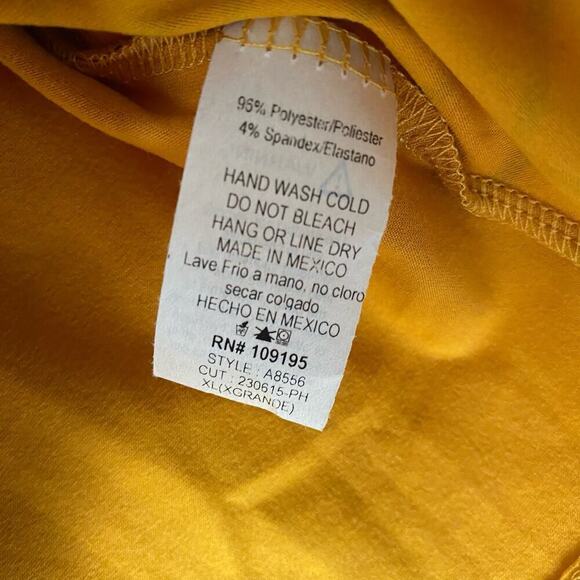 96% Polyester/Poliester
4% Spandex/Elastano
HAND WASH COLD
DO NOT BLEACH
HANG OR LINE DRY
MADE IN MEXICO
Lave Frio a mano, no cloro
secar colgado
HECHO EN MEXICO
RN# 109195
STYLE : A8556
CUT : 230615-PH
XL(XGRANDE)